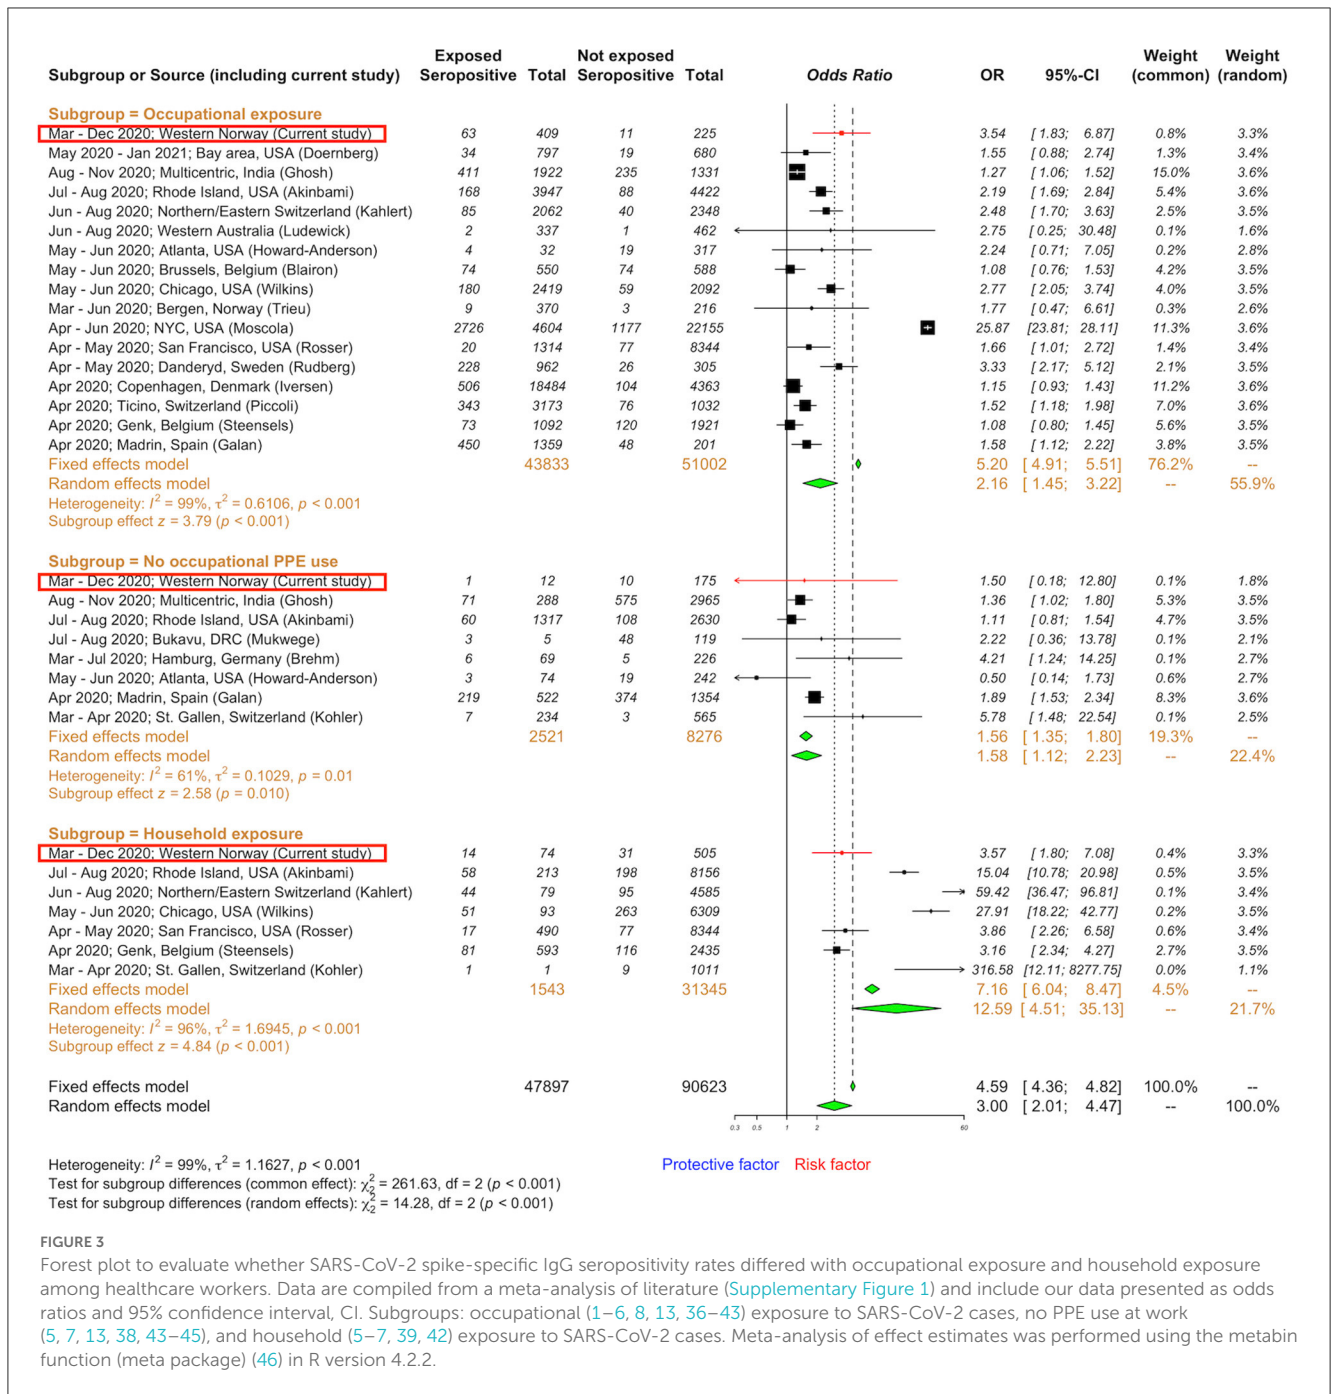 Exposed Not exposed Weight Weight
Subgroup or Source (including current study) Seropositive Total Seropositive Total Odds Ratio OR 95%-CI (common) (random)
Subgroup = Occupational exposure
Mar - Dec 2020; Western Norway (Current study) 63 409 11 225 3.54 [ 1.83; 6.87] 0.8% 3.3%
May 2020 - Jan 2021; Bay area, USA (Doernberg) 34 797 19 680 1.55 [ 0.88; 2.74] 1.3% 3.4%
Aug - Nov 2020; Multicentric, India (Ghosh) 411 1922 235 1331 1.27 [ 1.06; 1.52] 15.0% 3.6%
Jul - Aug 2020; Rhode Island, USA (Akinbami) 168 3947 88 4422 2.19 [ 1.69; 2.84] 5.4% 3.6%
Jun - Aug 2020; Northern/Eastern Switzerland (Kahlert) 85 2062 40 2348 2.48 [ 1.70; 3.63] 2.5% 3.5%
Jun - Aug 2020; Western Australia (Ludewick) 2 337 1 462 2.75 [ 0.25; 30.48] 0.1% 1.6%
May - Jun 2020; Atlanta, USA (Howard-Anderson) 4 32 19 317 2.24 [ 0.71; 7.05] 0.2% 2.8%
May - Jun 2020; Brussels, Belgium (Blairon) 74 550 74 588 1.08 [ 0.76; 1.53] 4.2% 3.5%
May - Jun 2020; Chicago, USA (Wilkins) 180 2419 59 2092 2.77 [ 2.05; 3.74] 4.0% 3.5%
Mar - Jun 2020; Bergen, Norway (Trieu) 9 370 3 216 1.77 [ 0.47; 6.61] 0.1% 2.6%
Apr - Jun 2020; NYC, USA (Moscola) 2726 4604 1177 22155 25.87 [23.81; 28.11] 11.3% 3.6%
Apr - May 2020; San Francisco, USA (Rosser) 20 1314 77 8344 1.66 [ 1.01; 2.72] 1.4% 3.4%
Apr - May 2020; Danderyd, Sweden (Rudberg) 228 962 26 305 3.33 [ 2.17; 5.12] 2.1% 3.5%
Apr 2020; Copenhagen, Denmark (Iversen) 506 18484 104 4363 1.15 [ 0.93; 1.43] 11.2% 3.6%
Apr 2020; Ticino, Switzerland (Piccoli) 343 3173 76 1032 1.52 [ 1.18; 1.98] 7.0% 3.6%
Apr 2020; Genk, Belgium (Steensels) 73 1092 120 1921 1.08 [ 0.80; 1.45] 5.6% 3.5%
Apr 2020; Madrin, Spain (Galan) 450 1359 48 201 1.58 [ 1.12; 2.22] 3.8% 3.5%
Fixed effects model 43833 51002 5.20 [ 4.91; 5.51] 76.2% --
Random effects model 2.16 [ 1.45; 3.22] -- 55.9%
Heterogeneity: I² = 99%, τ² = 0.6106, p < 0.001
Subgroup effect z = 3.79 (p < 0.001)
Subgroup = No occupational PPE use
Mar - Dec 2020; Western Norway (Current study) 1 12 10 175 1.50 [ 0.18; 12.80] 0.1% 1.8%
Aug - Nov 2020; Multicentric, India (Ghosh) 71 288 575 2965 1.36 [ 1.02; 1.80] 5.3% 3.5%
Jul - Aug 2020; Rhode Island, USA (Akinbami) 60 1317 108 2630 1.11 [ 0.81; 1.54] 4.7% 3.5%
Jul - Aug 2020; Bukavu, DRC (Mukwege) 3 5 48 119 2.22 [ 0.36; 13.78] 0.1% 2.1%
Mar - Jul 2020; Hamburg, Germany (Brehm) 6 69 5 226 4.21 [ 1.24; 14.25] 0.1% 2.7%
May - Jun 2020; Atlanta, USA (Howard-Anderson) 3 74 19 242 0.50 [ 0.14; 1.73] 0.6% 2.7%
Apr 2020; Madrin, Spain (Galan) 219 522 374 1354 1.89 [ 1.53; 2.34] 8.3% 3.6%
Mar - Apr 2020; St. Gallen, Switzerland (Kohler) 7 234 3 565 5.78 [ 1.48; 22.54] 0.1% 2.5%
Fixed effects model 2521 8276 1.56 [ 1.35; 1.80] 19.3% --
Random effects model 1.58 [ 1.12; 2.23] -- 22.4%
Heterogeneity: I² = 61%, τ² = 0.1029, p = 0.01
Subgroup effect z = 2.58 (p = 0.010)
Subgroup = Household exposure
Mar - Dec 2020; Western Norway (Current study) 14 74 31 505 3.57 [ 1.80; 7.08] 0.4% 3.3%
Jul - Aug 2020; Rhode Island, USA (Akinbami) 58 213 198 8156 15.04 [10.78; 20.98] 0.5% 3.5%
Jun - Aug 2020; Northern/Eastern Switzerland (Kahlert) 44 79 95 4585 59.42 [36.47; 96.81] 0.1% 3.4%
May - Jun 2020; Chicago, USA (Wilkins) 51 93 263 6309 27.91 [18.22; 42.77] 0.2% 3.5%
Apr - May 2020; San Francisco, USA (Rosser) 17 490 77 8344 3.86 [ 2.26; 6.58] 0.6% 3.4%
Apr 2020; Genk, Belgium (Steensels) 81 593 116 2435 3.16 [ 2.34; 4.27] 2.7% 3.5%
Mar - Apr 2020; St. Gallen, Switzerland (Kohler) 1 1 9 1011 316.58 [12.11; 8277.75] 0.0% 1.1%
Fixed effects model 1543 31345 7.16 [ 6.04; 8.47] 4.5% --
Random effects model 12.59 [ 4.51; 35.13] -- 21.7%
Heterogeneity: I² = 96%, τ² = 1.6945, p < 0.001
Subgroup effect z = 4.84 (p < 0.001)
Fixed effects model 47897 90623 4.59 [ 4.36; 4.82] 100.0% --
Random effects model 3.00 [ 2.01; 4.47] -- 100.0%
0.3 0.5 1 2 60
Heterogeneity: I² = 99%, τ² = 1.1627, p < 0.001 Protective factor Risk factor
Test for subgroup differences (common effect): χ²₂ = 261.63, df = 2 (p < 0.001)
Test for subgroup differences (random effects): χ²₂ = 14.28, df = 2 (p < 0.001)
FIGURE 3
Forest plot to evaluate whether SARS-CoV-2 spike-specific IgG seropositivity rates differed with occupational exposure and household exposure
among healthcare workers. Data are compiled from a meta-analysis of literature (Supplementary Figure 1) and include our data presented as odds
ratios and 95% confidence interval, CI. Subgroups: occupational (1–6, 8, 13, 36–43) exposure to SARS-CoV-2 cases, no PPE use at work
(5, 7, 13, 38, 43–45), and household (5–7, 39, 42) exposure to SARS-CoV-2 cases. Meta-analysis of effect estimates was performed using the metabin
function (meta package) (46) in R version 4.2.2.